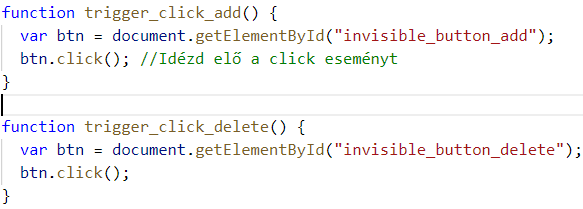 function trigger_click_add() {
  var btn = document.getElementById("invisible_button_add");
  btn.click(); //Idézd elő a click eseményt
}
function trigger_click_delete() {
  var btn = document.getElementById("invisible_button_delete");
  btn.click();
}